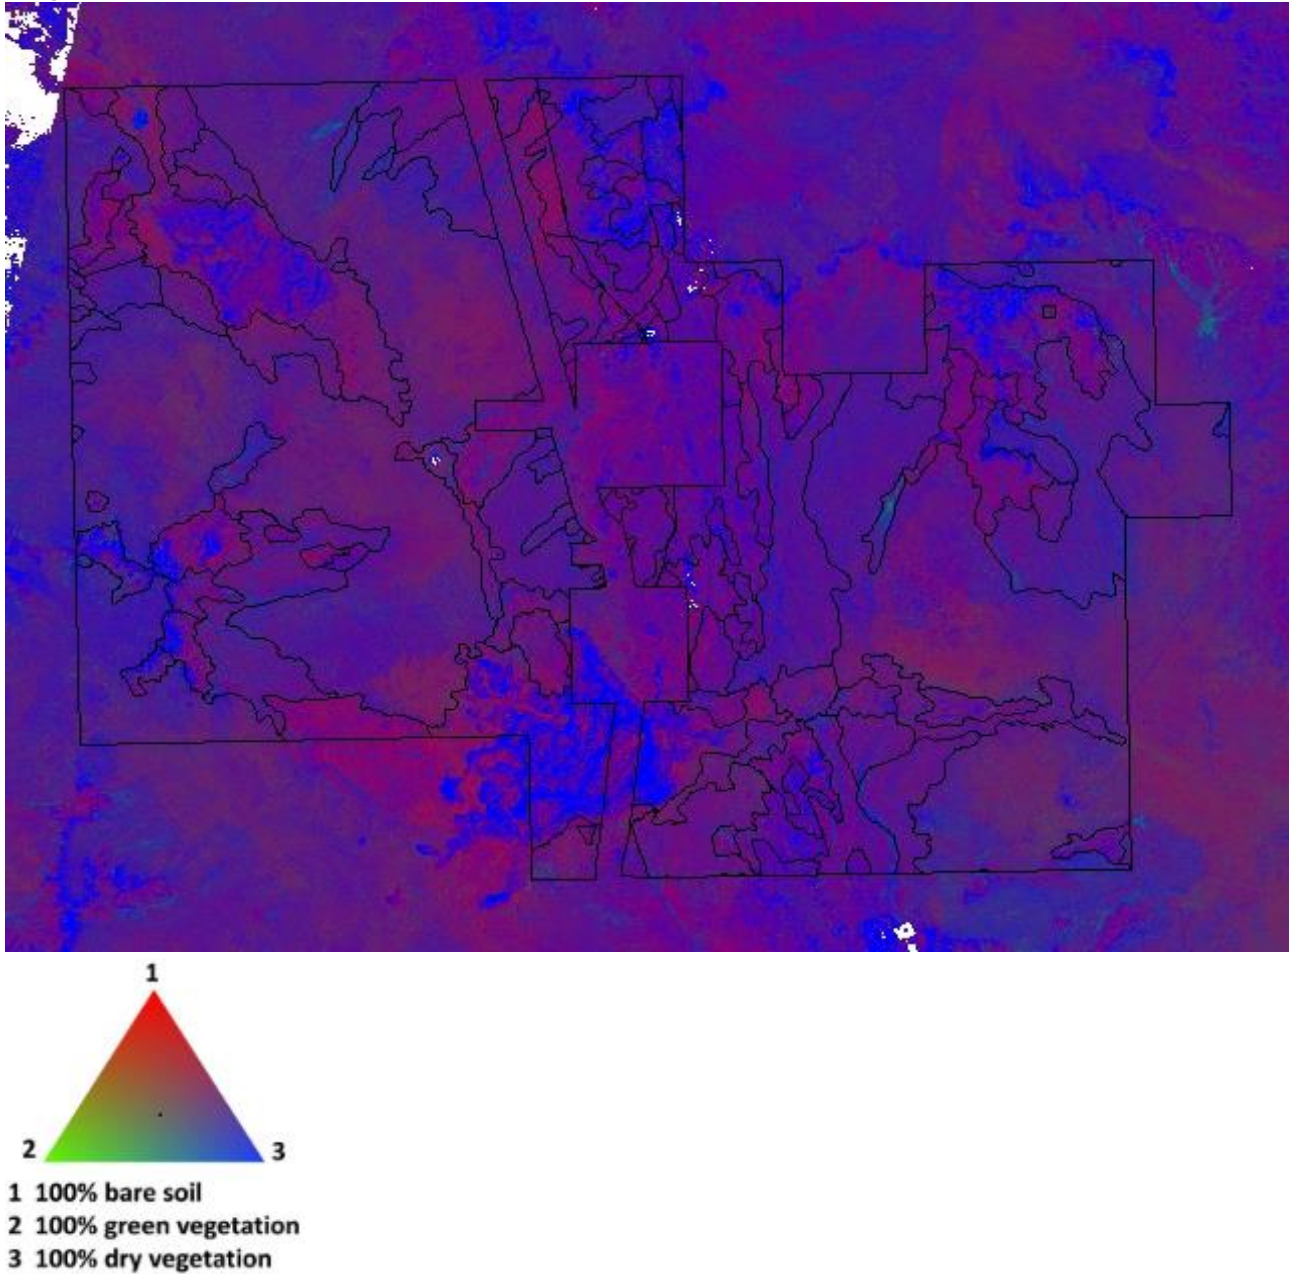 1
2
3
1 100% bare soil
2 100% green vegetation
3 100% dry vegetation